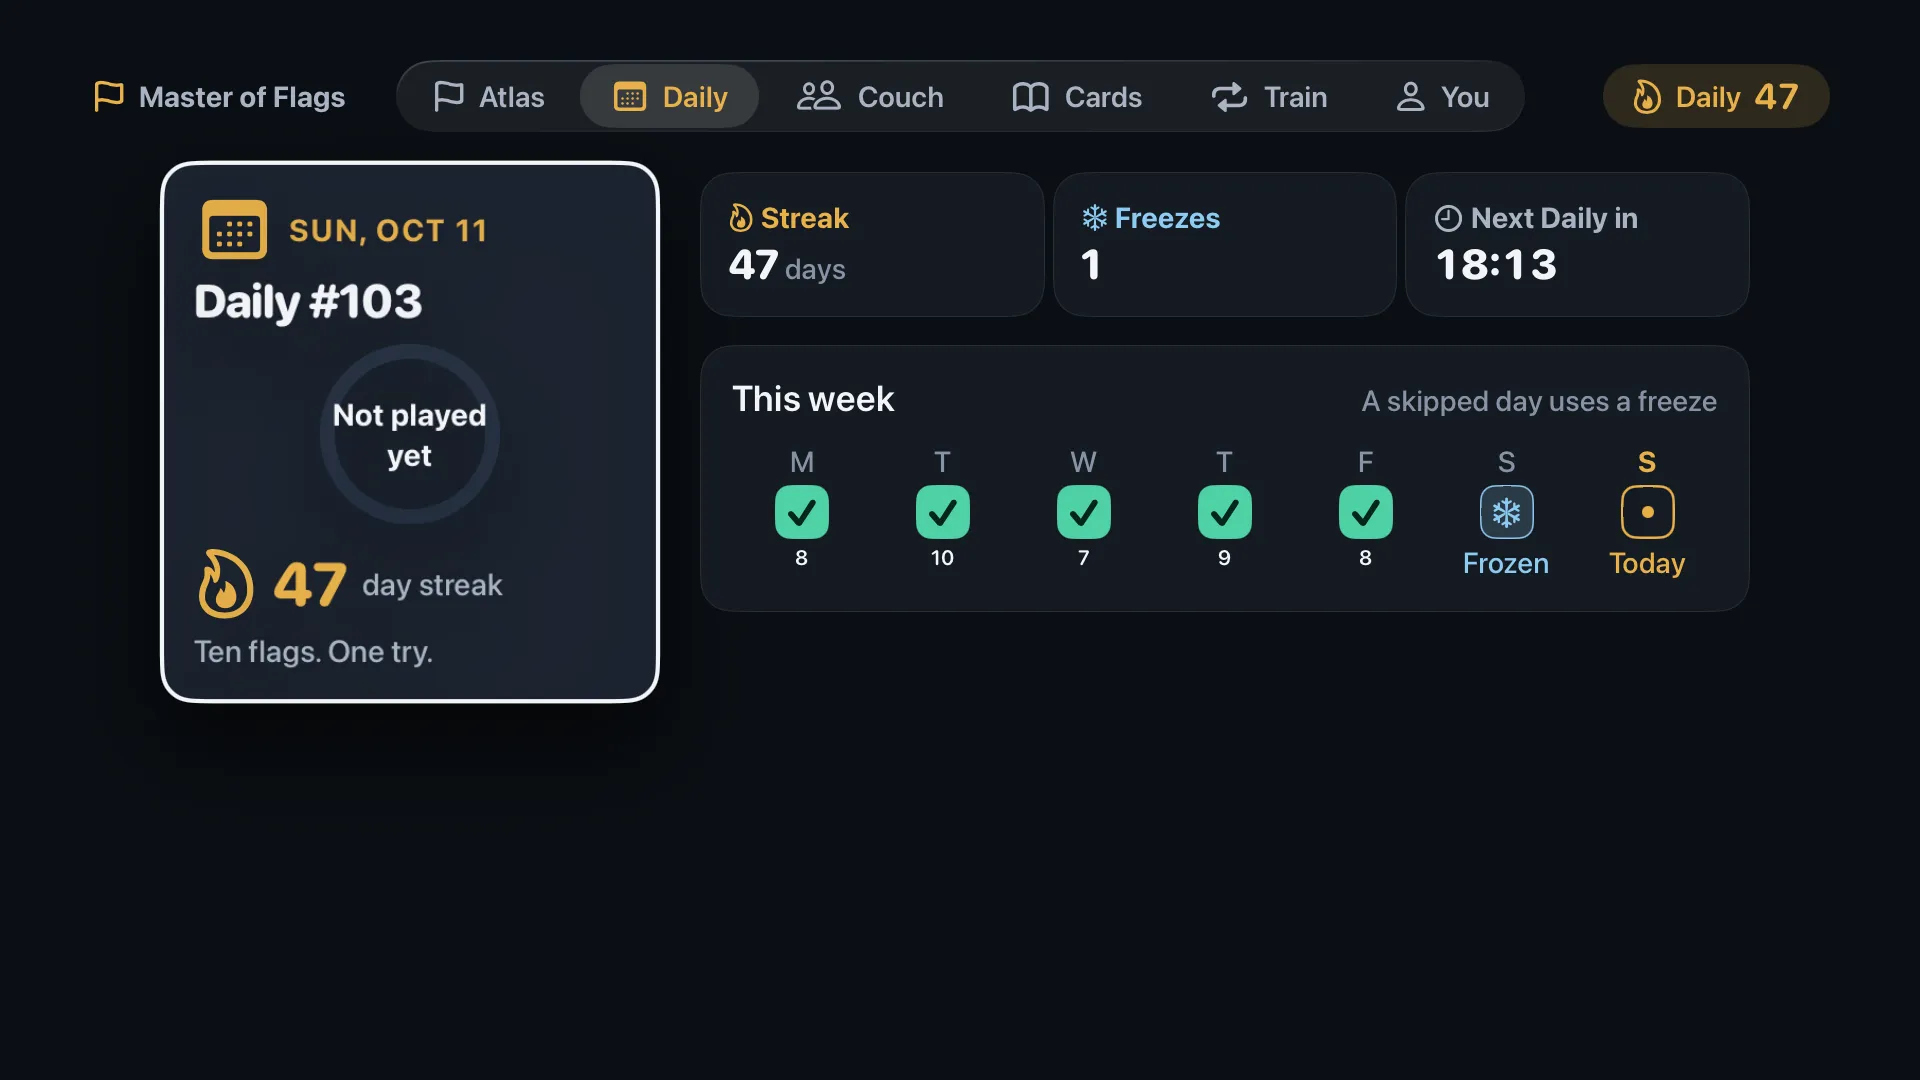 Master of Flags
Atlas
Daily
Couch
Cards
Train
You
Daily 47
SUN, OCT 11
Daily #103
Not played
yet
47 day streak
Ten flags. One try.
Streak
47 days
Freezes
1
Next Daily in
18:13
This week
A skipped day uses a freeze
M T W T F S S
8 10 7 9 8 Frozen Today